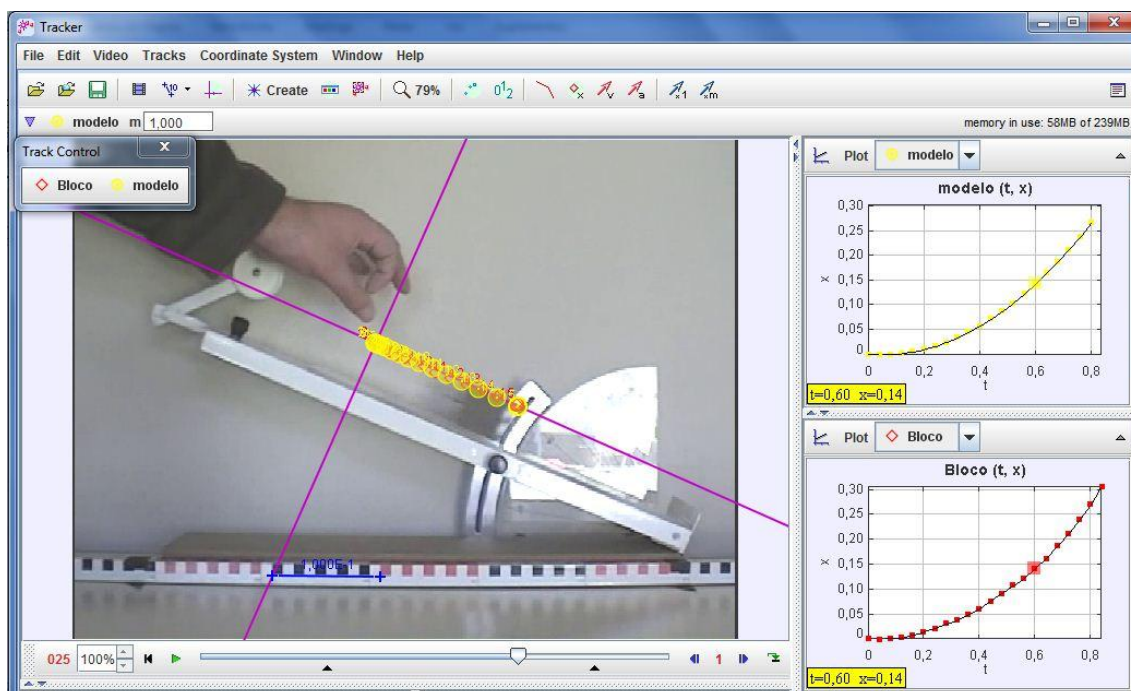 Tracker
File Edit Video Tracks Coordinate System Window Help
Create 79%
modelo m 1,000 memory in use: 58MB of 239MB
Track Control X
Bloco modelo
1,000E-1
025 100% 1
Plot modelo
modelo (t, x)
0,30
0,25
0,20
0,15
0,10
0,05
0
x
0 0,2 0,4 0,6 0,8
t
t=0,60 x=0,14
Plot Bloco
Bloco (t, x)
0,30
0,25
0,20
0,15
0,10
0,05
0
x
0 0,2 0,4 0,6 0,8
t
t=0,60 x=0,14